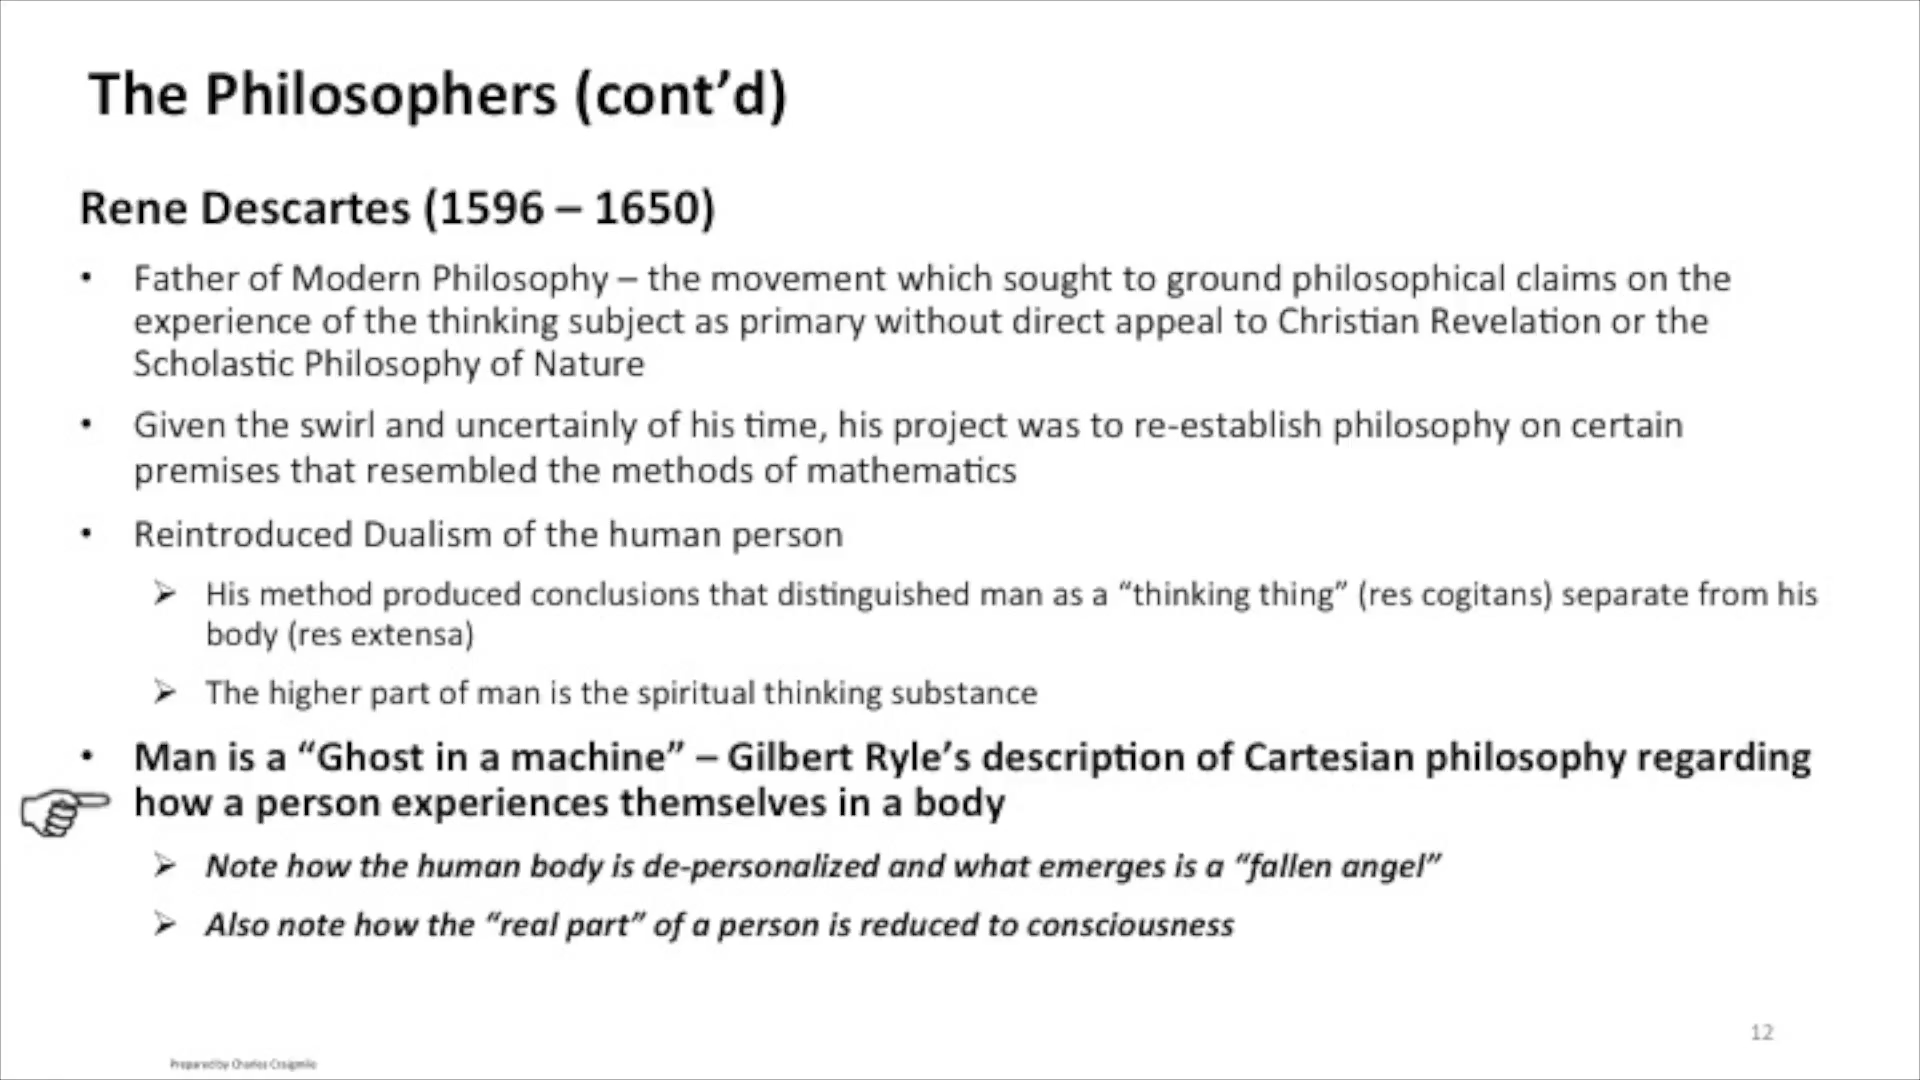 The Philosophers (cont’d)
Rene Descartes (1596 – 1650)
• Father of Modern Philosophy – the movement which sought to ground philosophical claims on the
experience of the thinking subject as primary without direct appeal to Christian Revelation or the
Scholastic Philosophy of Nature
• Given the swirl and uncertainly of his time, his project was to re-establish philosophy on certain
premises that resembled the methods of mathematics
• Reintroduced Dualism of the human person
➢ His method produced conclusions that distinguished man as a “thinking thing” (res cogitans) separate from his
body (res extensa)
➢ The higher part of man is the spiritual thinking substance
• Man is a “Ghost in a machine” – Gilbert Ryle’s description of Cartesian philosophy regarding
how a person experiences themselves in a body
➢ Note how the human body is de-personalized and what emerges is a “fallen angel”
➢ Also note how the “real part” of a person is reduced to consciousness
12
Prepared by Charles Craigmile